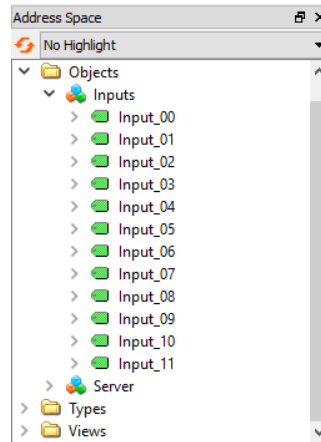 Address Space
No Highlight
Objects
Inputs
Input_00
Input_01
Input_02
Input_03
Input_04
Input_05
Input_06
Input_07
Input_08
Input_09
Input_10
Input_11
Server
Types
Views